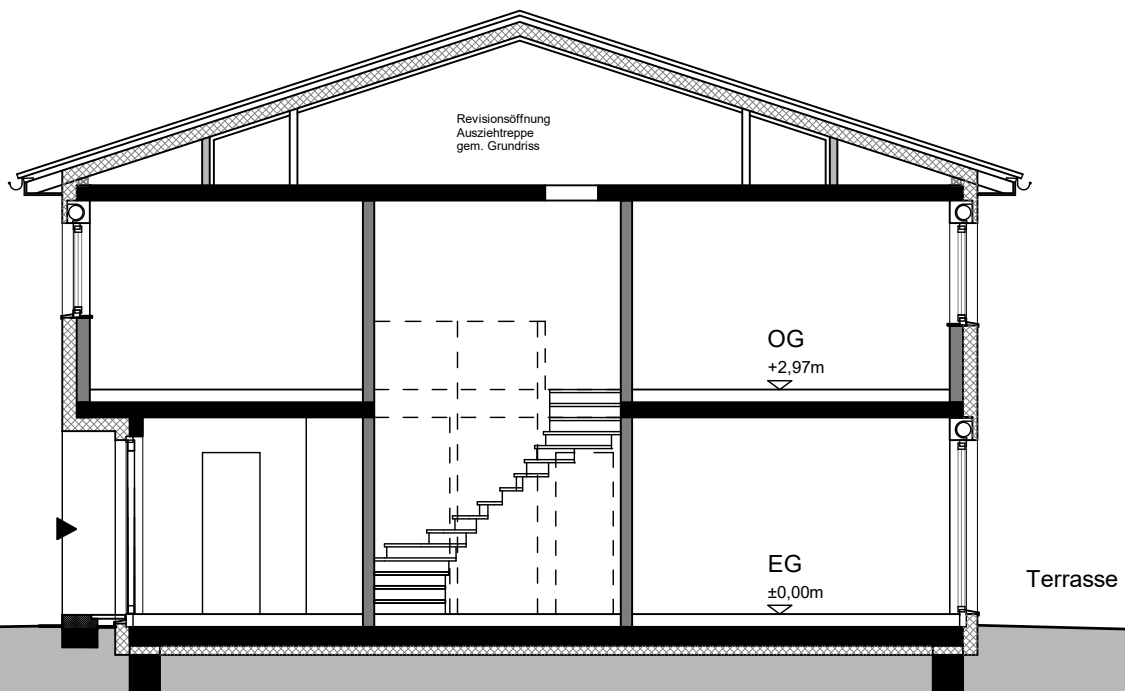 Revisionsöffnung
Ausziehtreppe
gem. Grundriss
OG
+2,97m
EG
±0,00m
Terrasse